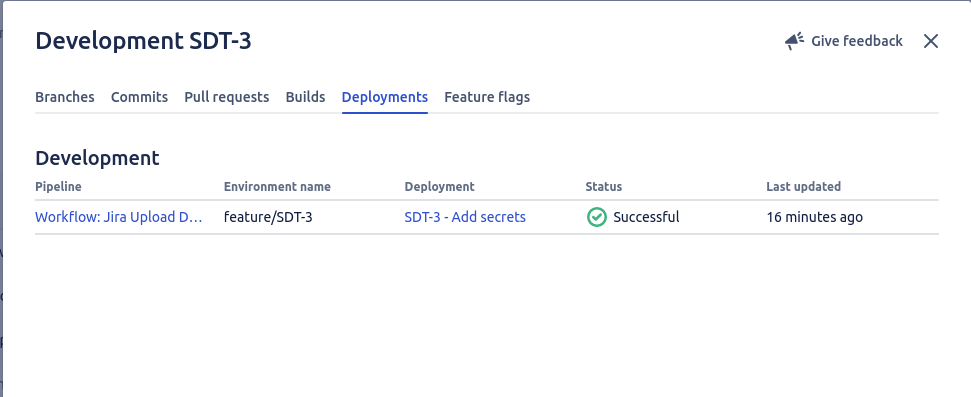 Development SDT-3
Give feedback
Branches Commits Pull requests Builds Deployments Feature flags
Development
Pipeline Environment name Deployment Status Last updated
Workflow: Jira Upload D... feature/SDT-3 SDT-3 - Add secrets Successful 16 minutes ago